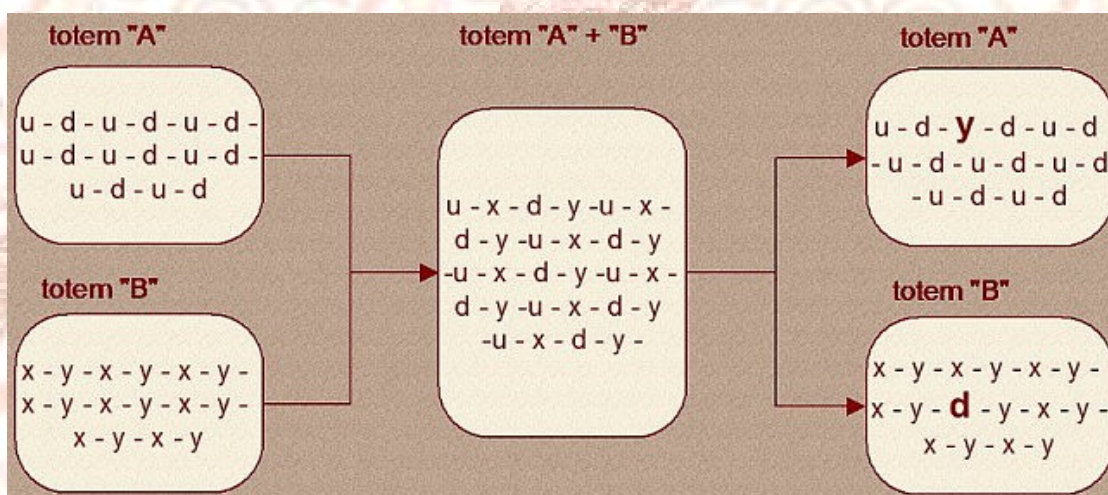 totem "A"
u - d - u - d - u - d -
u - d - u - d - u - d -
u - d - u - d
totem "B"
x - y - x - y - x - y -
x - y - x - y - x - y -
x - y - x - y
totem "A" + "B"
u - x - d - y -u - x -
d - y -u - x - d - y
-u - x - d - y -u - x -
d - y -u - x - d - y
-u - x - d - y -
totem "A"
u - d - y - d - u - d
- u - d - u - d - u - d
- u - d - u - d
totem "B"
x - y - x - y - x - y -
x - y - d - y - x - y -
x - y - x - y